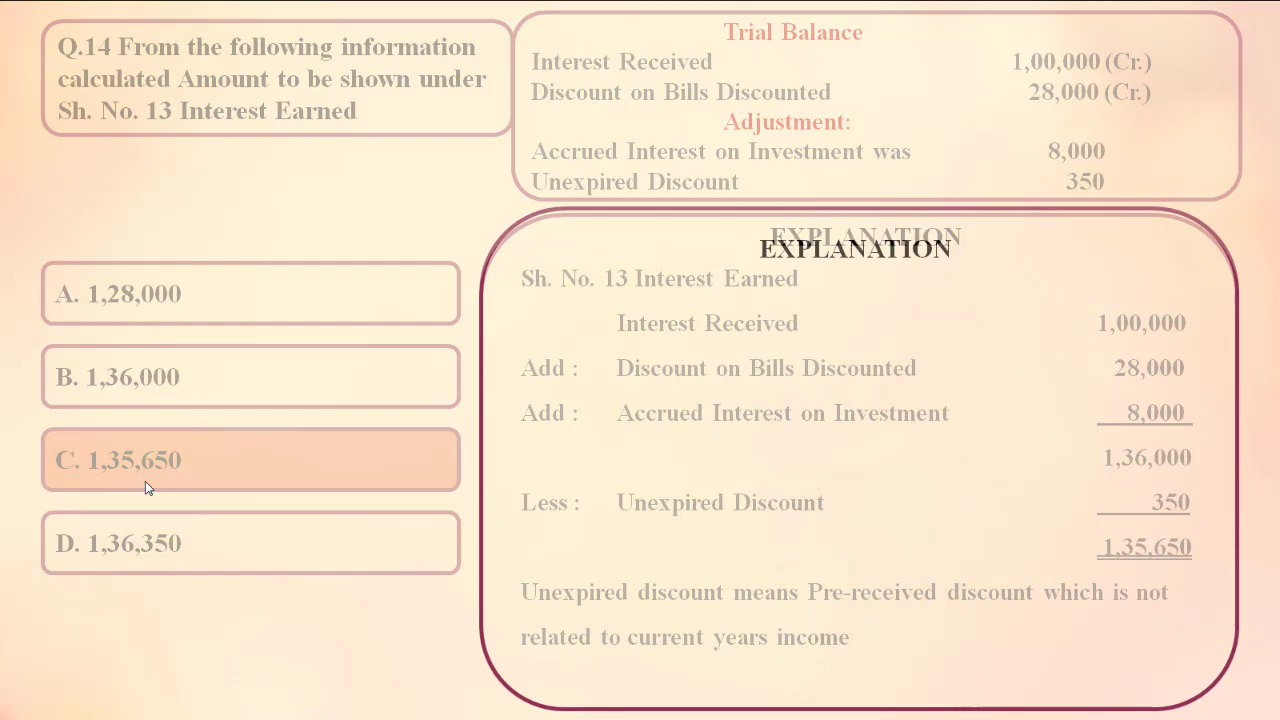 Q.14 From the following information
calculated Amount to be shown under
Sh. No. 13 Interest Earned
Trial Balance
Interest Received 1,00,000 (Cr.)
Discount on Bills Discounted 28,000 (Cr.)
Adjustment:
Accrued Interest on Investment was 8,000
Unexpired Discount 350
A. 1,28,000
B. 1,36,000
C. 1,35,650
D. 1,36,350
EXPLANATION
EXPLANATION
Sh. No. 13 Interest Earned
Interest Received 1,00,000
Add : Discount on Bills Discounted 28,000
Add : Accrued Interest on Investment 8,000
1,36,000
Less : Unexpired Discount 350
1,35,650
Unexpired discount means Pre-received discount which is not
related to current years income